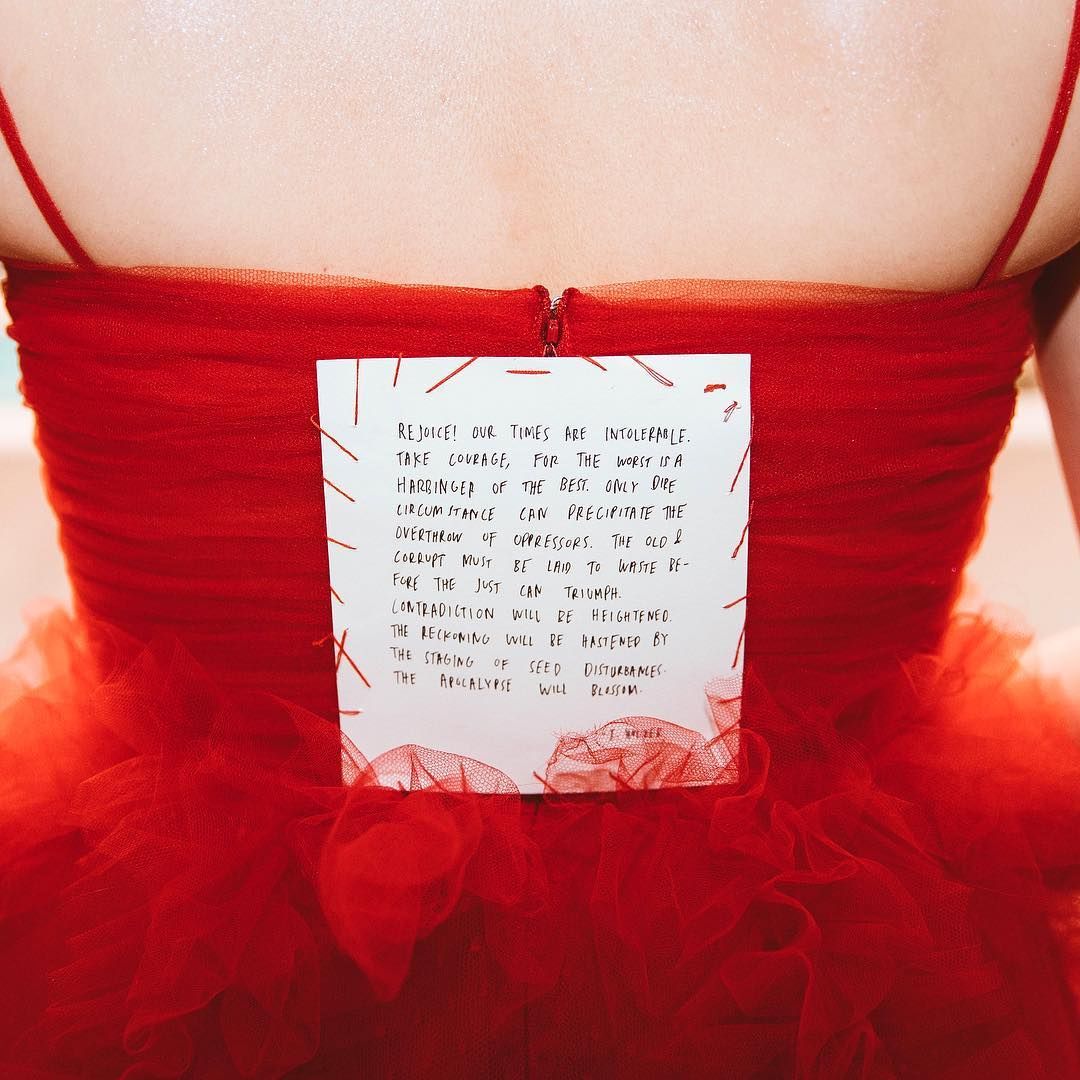 REJOICE! OUR TIMES ARE INTOLERABLE.
TAKE COURAGE, FOR THE WORST IS A
HARBINGER OF THE BEST. ONLY DIRE
CIRCUMSTANCE CAN PRECIPITATE THE
OVERTHROW OF OPPRESSORS. THE OLD &
CORRUPT MUST BE LAID TO WASTE BE-
FORE THE JUST CAN TRIUMPH.
CONTRADICTION WILL BE HEIGHTENED.
THE RECKONING WILL BE HASTENED BY
THE STAGING OF SEED DISTURBANCES.
THE APOCALYPSE WILL BLOSSOM.